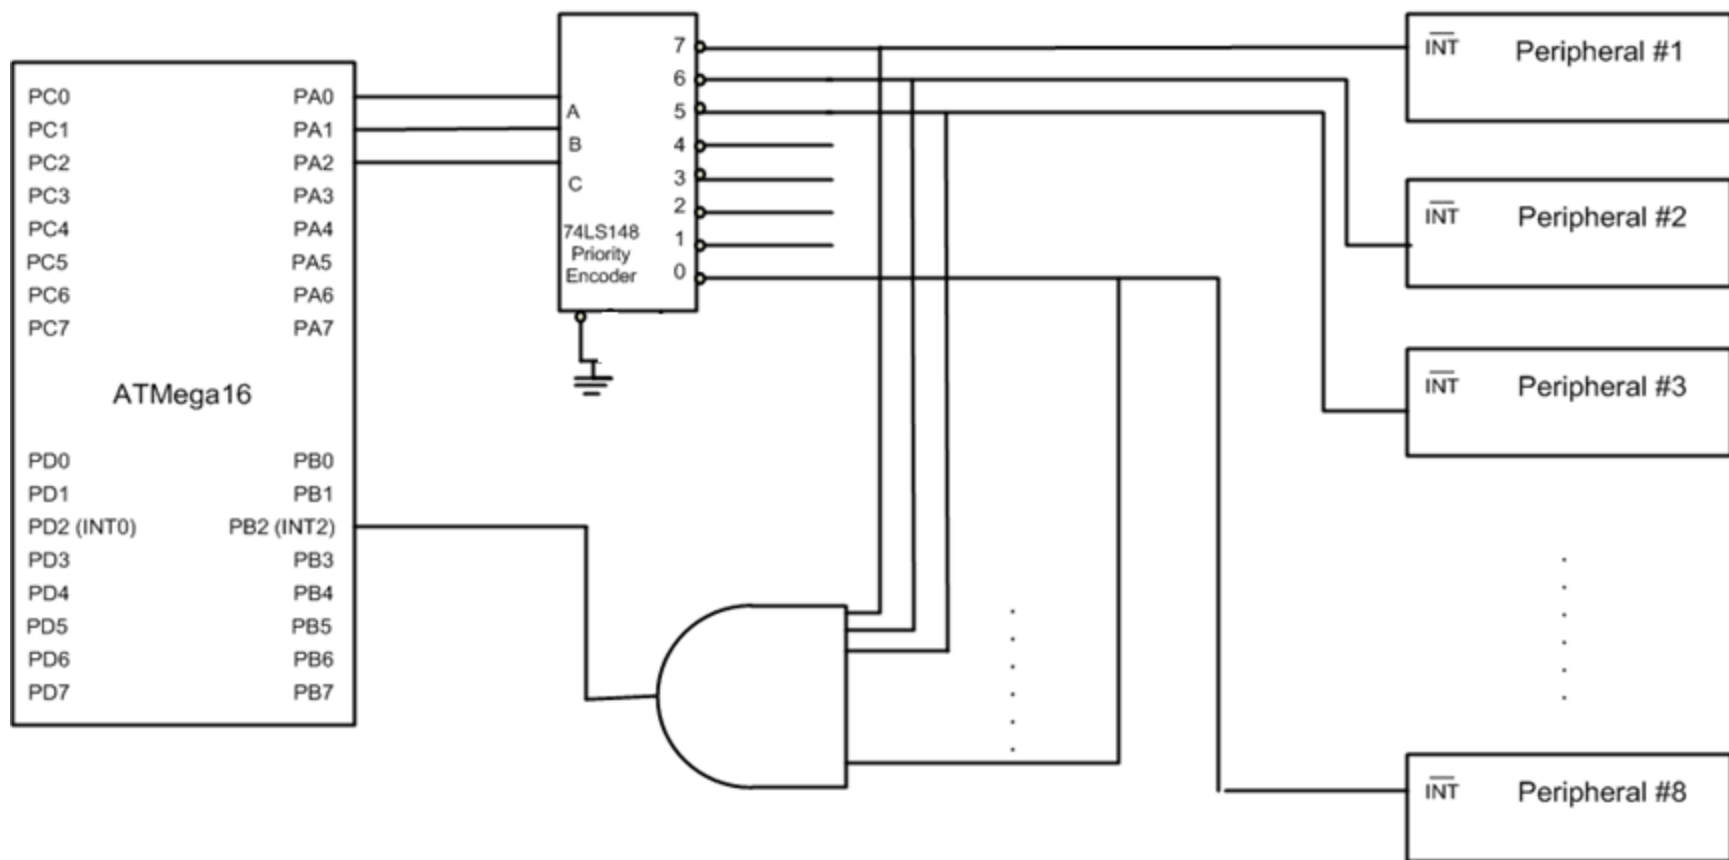 PC0 PA0
PC1 PA1
PC2 PA2
PC3 PA3
PC4 PA4
PC5 PA5
PC6 PA6
PC7 PA7
ATMega16
PD0 PB0
PD1 PB1
PD2 (INT0) PB2 (INT2)
PD3 PB3
PD4 PB4
PD5 PB5
PD6 PB6
PD7 PB7
7
6
A 5
B 4
C 3
2
74LS148 1
Priority
Encoder 0
INT Peripheral #1
INT Peripheral #2
INT Peripheral #3
INT Peripheral #8